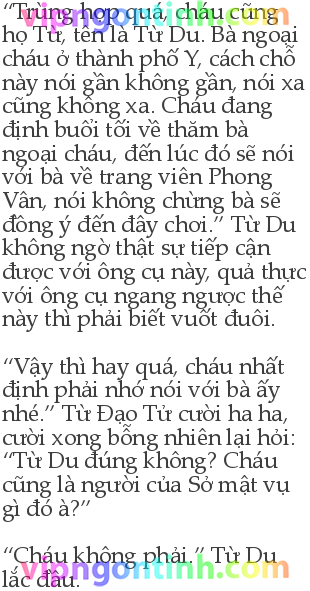 “Trùng hợp quá, cháu cũng
họ Từ, tên là Từ Du. Bà ngoại
cháu ở thành phố Y, cách chỗ
này nói gần không gần, nói xa
cũng không xa. Cháu đang
định buổi tối về thăm bà
ngoại cháu, đến lúc đó sẽ nói
với bà về trang viên Phong
Vân, nói không chừng bà sẽ
đồng ý đến đây chơi.” Từ Du
không ngờ thật sự tiếp cận
được với ông cụ này, quả thực
với ông cụ ngang ngược thế
này thì phải biết vuốt đuôi.
“Vậy thì hay quá, cháu nhất
định phải nhớ nói với bà ấy
nhé.” Từ Đạo Tử cười ha ha,
cười xong bỗng nhiên lại hỏi:
“Từ Du đúng không? Cháu
cũng là người của Sở mật vụ
gì đó à?”
“Cháu không phải.” Từ Du
lắc đầu.
vipngontinh.com
vipngontinh.com